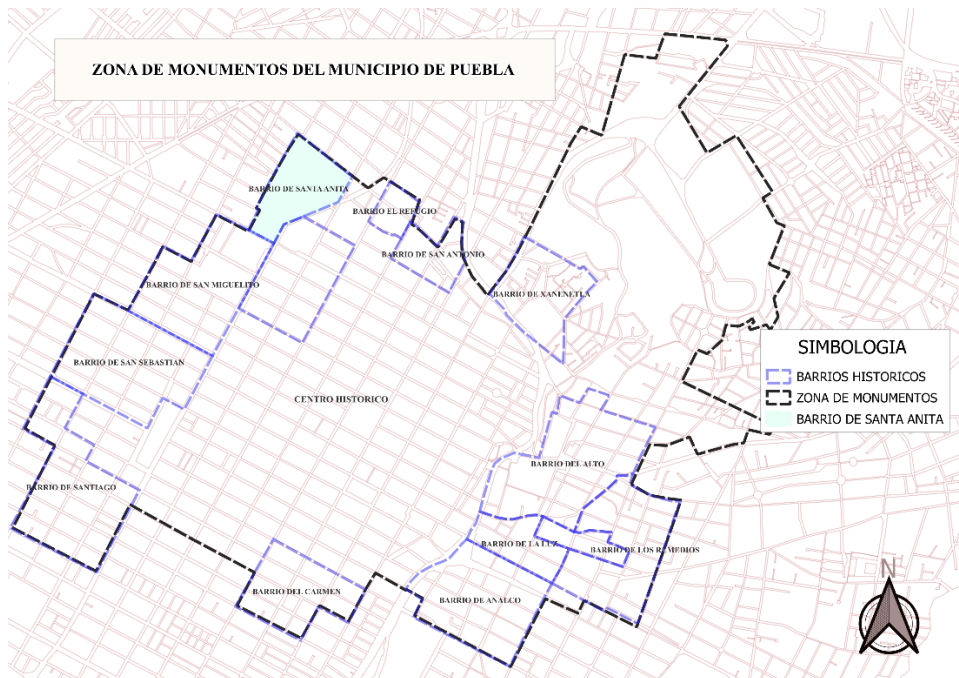 ZONA DE MONUMENTOS DEL MUNICIPIO DE PUEBLA
BARRIO DE SANTA ANITA
BARRIO EL REFUGIO
BARRIO DE SAN ANTONIO
BARRIO DE SAN MIGUELITO
BARRIO DE XANENETLA
BARRIO DE SAN SEBASTIAN
CENTRO HISTORICO
BARRIO DEL ALTO
BARRIO DE SANTIAGO
BARRIO DE LA LUZ
BARRIO DE LOS REMEDIOS
BARRIO DEL CARMEN
BARRIO DE ANALCO
SIMBOLOGIA
BARRIOS HISTORICOS
ZONA DE MONUMENTOS
BARRIO DE SANTA ANITA
N